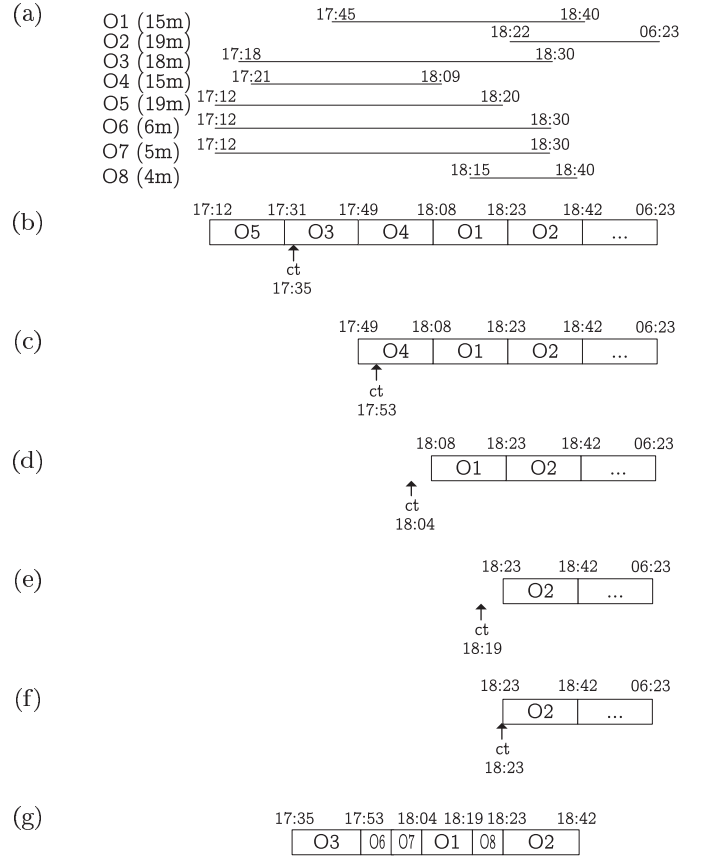 (a)
17:45 18:40
O1 (15m)
18:22 06:23
O2 (19m)
17:18 18:30
O3 (18m)
17:21 18:09
O4 (15m)
17:12 18:20
O5 (19m)
17:12 18:30
O6 (6m)
17:12 18:30
O7 (5m)
18:15 18:40
O8 (4m)
(b)
17:12 17:31 17:49 18:08 18:23 18:42 06:23
O5 O3 O4 O1 O2 ...
ct
17:35
(c)
17:49 18:08 18:23 18:42 06:23
O4 O1 O2 ...
ct
17:53
(d)
18:08 18:23 18:42 06:23
O1 O2 ...
ct
18:04
(e)
18:23 18:42 06:23
O2 ...
ct
18:19
(f)
18:23 18:42 06:23
O2 ...
ct
18:23
(g)
17:35 17:53 18:04 18:19 18:23 18:42
O3 O6 O7 O1 O8 O2